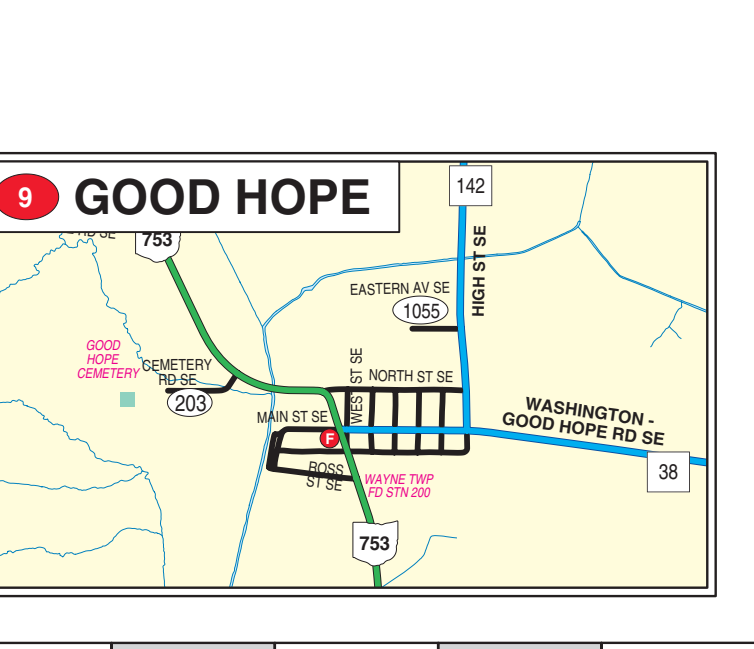 9 GOOD HOPE
142
RD SE
753
HIGH ST SE
EASTERN AV SE
1055
GOOD
HOPE
CEMETERY
CEMETERY
RD SE
203
WEST ST SE
NORTH ST SE
MAIN ST SE
F
WASHINGTON -
GOOD HOPE RD SE
38
ROSS
ST SE
WAYNE TWP
FD STN 200
753